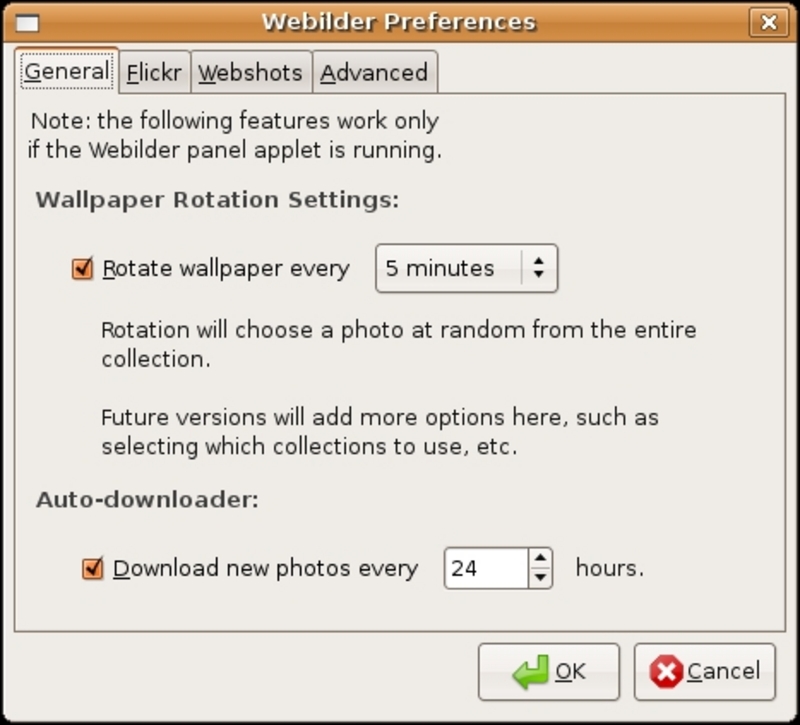 Webilder Preferences
General Flickr Webshots Advanced
Note: the following features work only
if the Webilder panel applet is running.
Wallpaper Rotation Settings:
Rotate wallpaper every 5 minutes
Rotation will choose a photo at random from the entire
collection.
Future versions will add more options here, such as
selecting which collections to use, etc.
Auto-downloader:
Download new photos every 24 hours.
OK Cancel